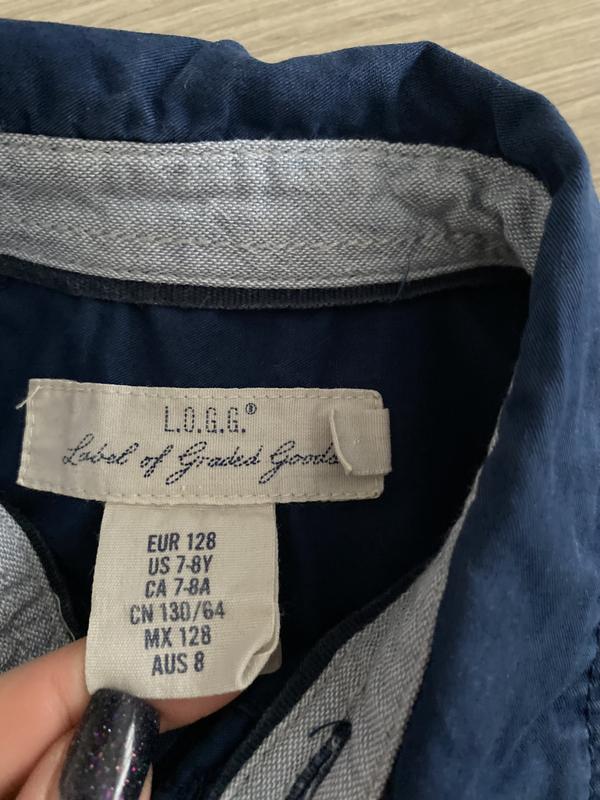 L.O.G.G.®
Label of Graded Goods
EUR 128
US 7-8Y
CA 7-8A
CN 130/64
MX 128
AUS 8